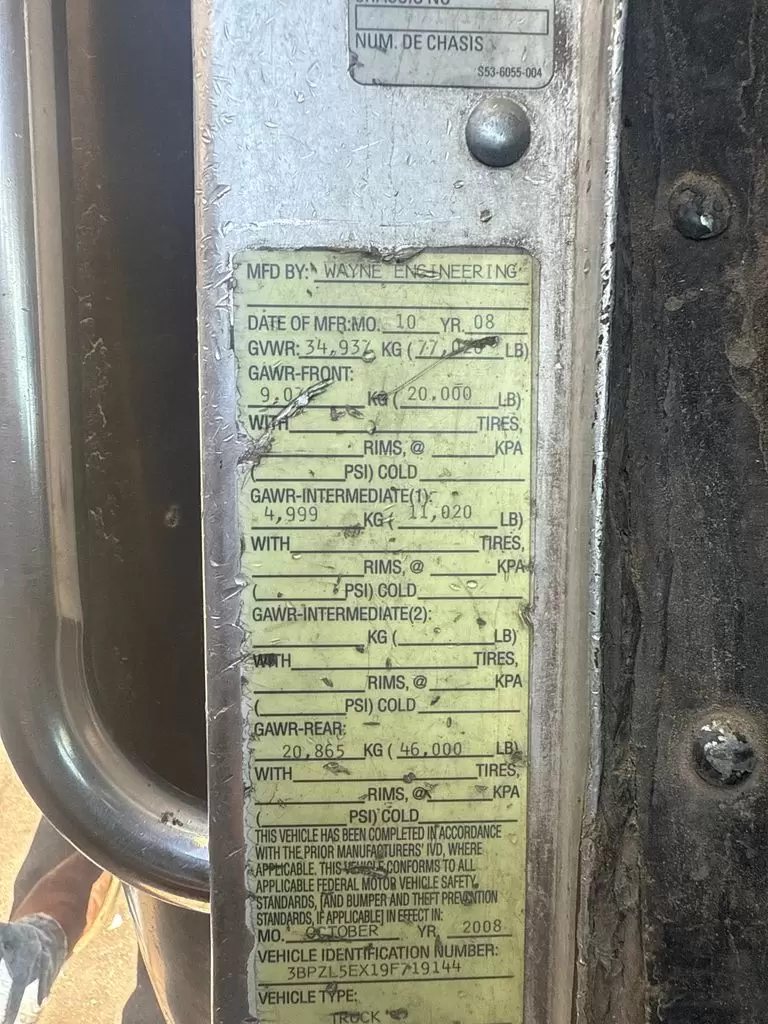 CHASSIS NO
NUM. DE CHASIS
S53-6055-004
MFD BY: WAYNE ENGINEERING
DATE OF MFR: MO. 10 YR. 08
GVWR: 34,937 KG (77,020 LB)
GAWR-FRONT:
KG (20,000 LB)
WITH TIRES,
RIMS, @ KPA
( PSI) COLD
GAWR-INTERMEDIATE(1):
4,999 KG ( 11,020 LB)
WITH TIRES,
RIMS, @ KPA
( PSI) COLD
GAWR-INTERMEDIATE(2):
KG ( LB)
WITH TIRES,
RIMS, @ KPA
( PSI) COLD
GAWR-REAR:
20,865 KG (46,000 LB)
WITH TIRES,
RIMS, @ KPA
( PSI) COLD
THIS VEHICLE HAS BEEN COMPLETED IN ACCORDANCE
WITH THE PRIOR MANUFACTURERS' IVD, WHERE
APPLICABLE. THIS VEHICLE CONFORMS TO ALL
APPLICABLE FEDERAL MOTOR VEHICLE SAFETY
STANDARDS, [AND BUMPER AND THEFT PREVENTION
STANDARDS, IF APPLICABLE] IN EFFECT IN:
MO. OCTOBER YR. 2008
VEHICLE IDENTIFICATION NUMBER:
3BPZL5EX19F719144
VEHICLE TYPE:
TRUCK